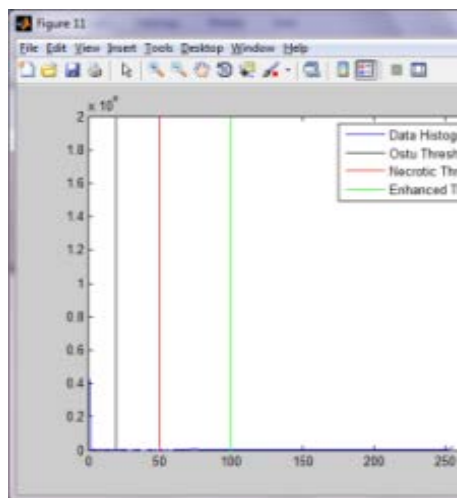 Figure 11
File Edit View Insert Tools Desktop Window Help
x 10
2
1.8
1.6
1.4
1.2
1
0.8
0.6
0.4
0.2
0
0 50 100 150 200 250
Data Histog
Ostu Thresh
Necrotic Thr
Enhanced T